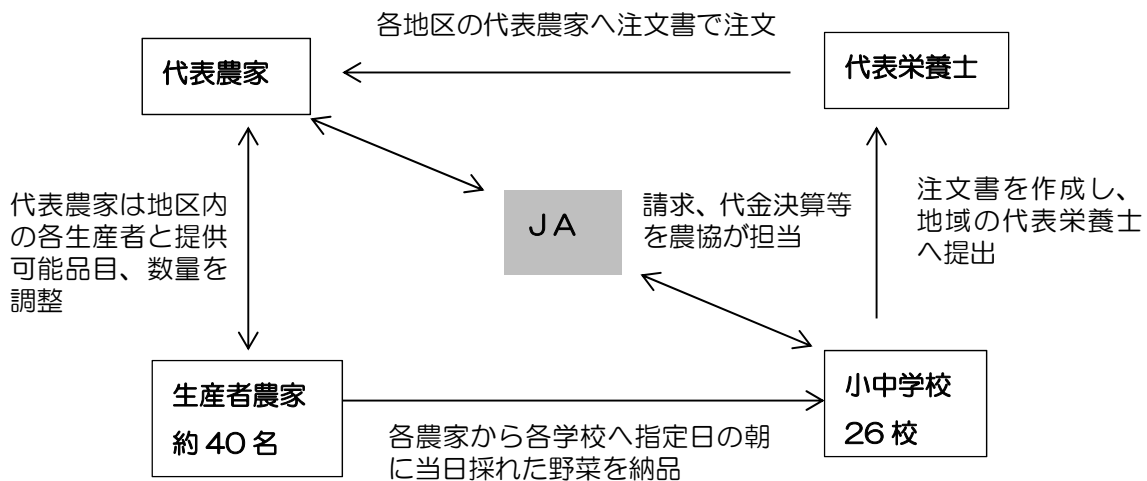 各地区の代表農家へ注文書で注文
代表農家
代表栄養士
代表農家は地区内
の各生産者と提供
可能品目、数量を
調整
JA
請求、代金決算等
を農協が担当
注文書を作成し、
地域の代表栄養士
へ提出
生産者農家
約40名
小中学校
26校
各農家から各学校へ指定日の朝
に当日採れた野菜を納品